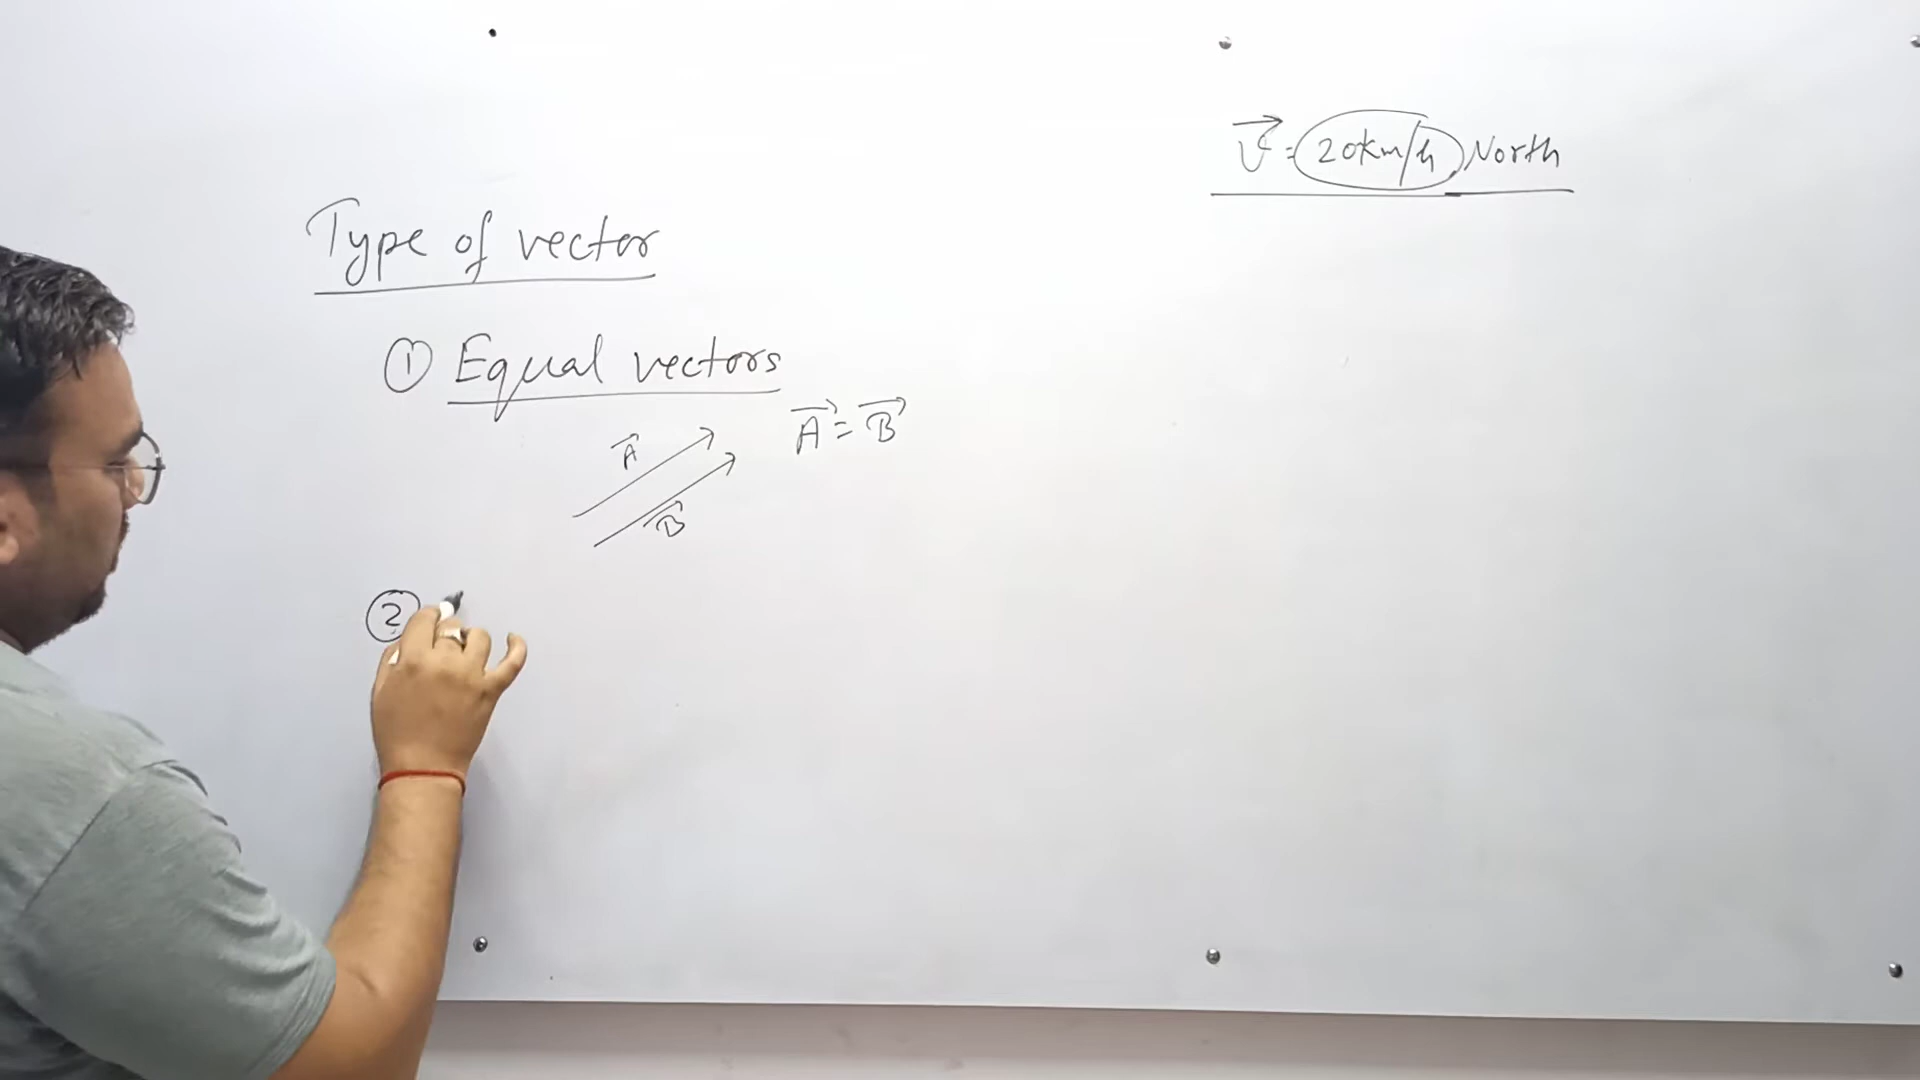 V⃗ = 20km/h North
Type of vector
① Equal vectors
A⃗ = B⃗
A⃗
B⃗
②